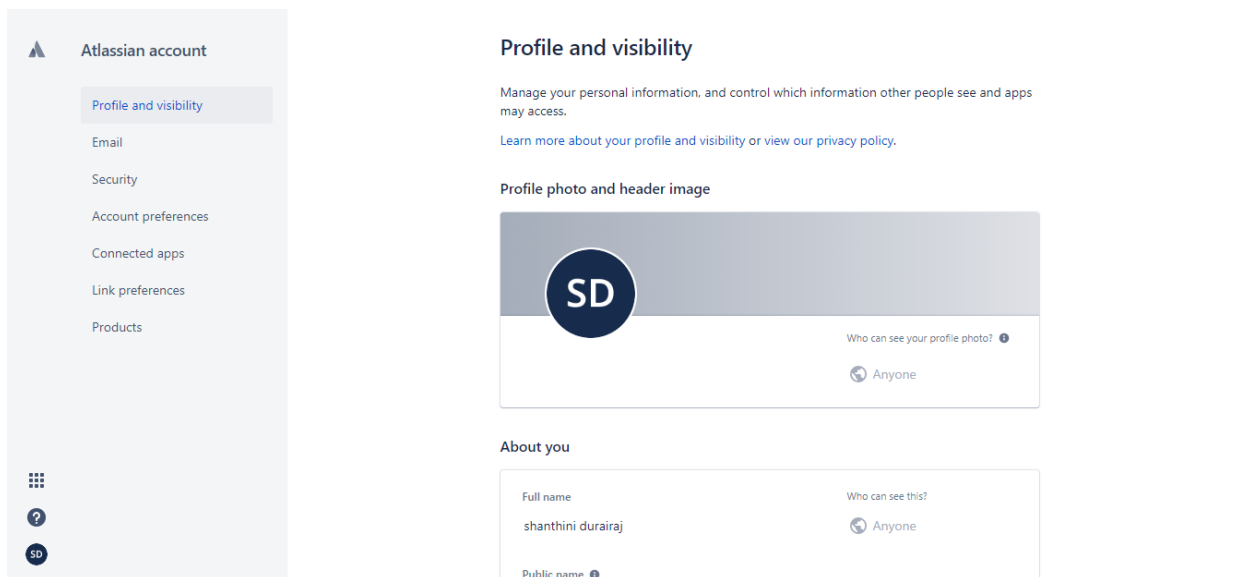 Atlassian account
Profile and visibility
Email
Security
Account preferences
Connected apps
Link preferences
Products
SD
Profile and visibility
Manage your personal information, and control which information other people see and apps
may access.
Learn more about your profile and visibility or view our privacy policy.
Profile photo and header image
SD
Who can see your profile photo?
Anyone
About you
Full name
Who can see this?
shanthini durairaj
Anyone
Public name